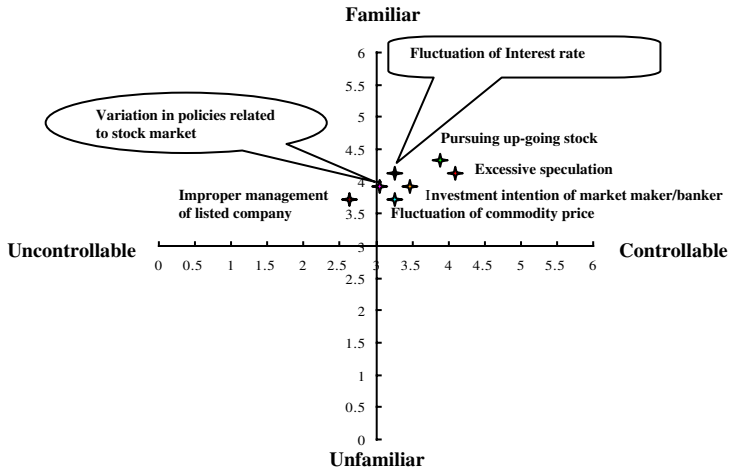 Familiar
6
Fluctuation of Interest rate
5.5
Variation in policies related
to stock market
5
4.5
Pursuing up-going stock
Excessive speculation
4
Improper management
of listed company
Investment intention of market maker/banker
3.5
Fluctuation of commodity price
Uncontrollable
3
Controllable
0 0.5 1 1.5 2 2.5 3 3.5 4 4.5 5 5.5 6
2.5
2
1.5
1
0.5
0
Unfamiliar